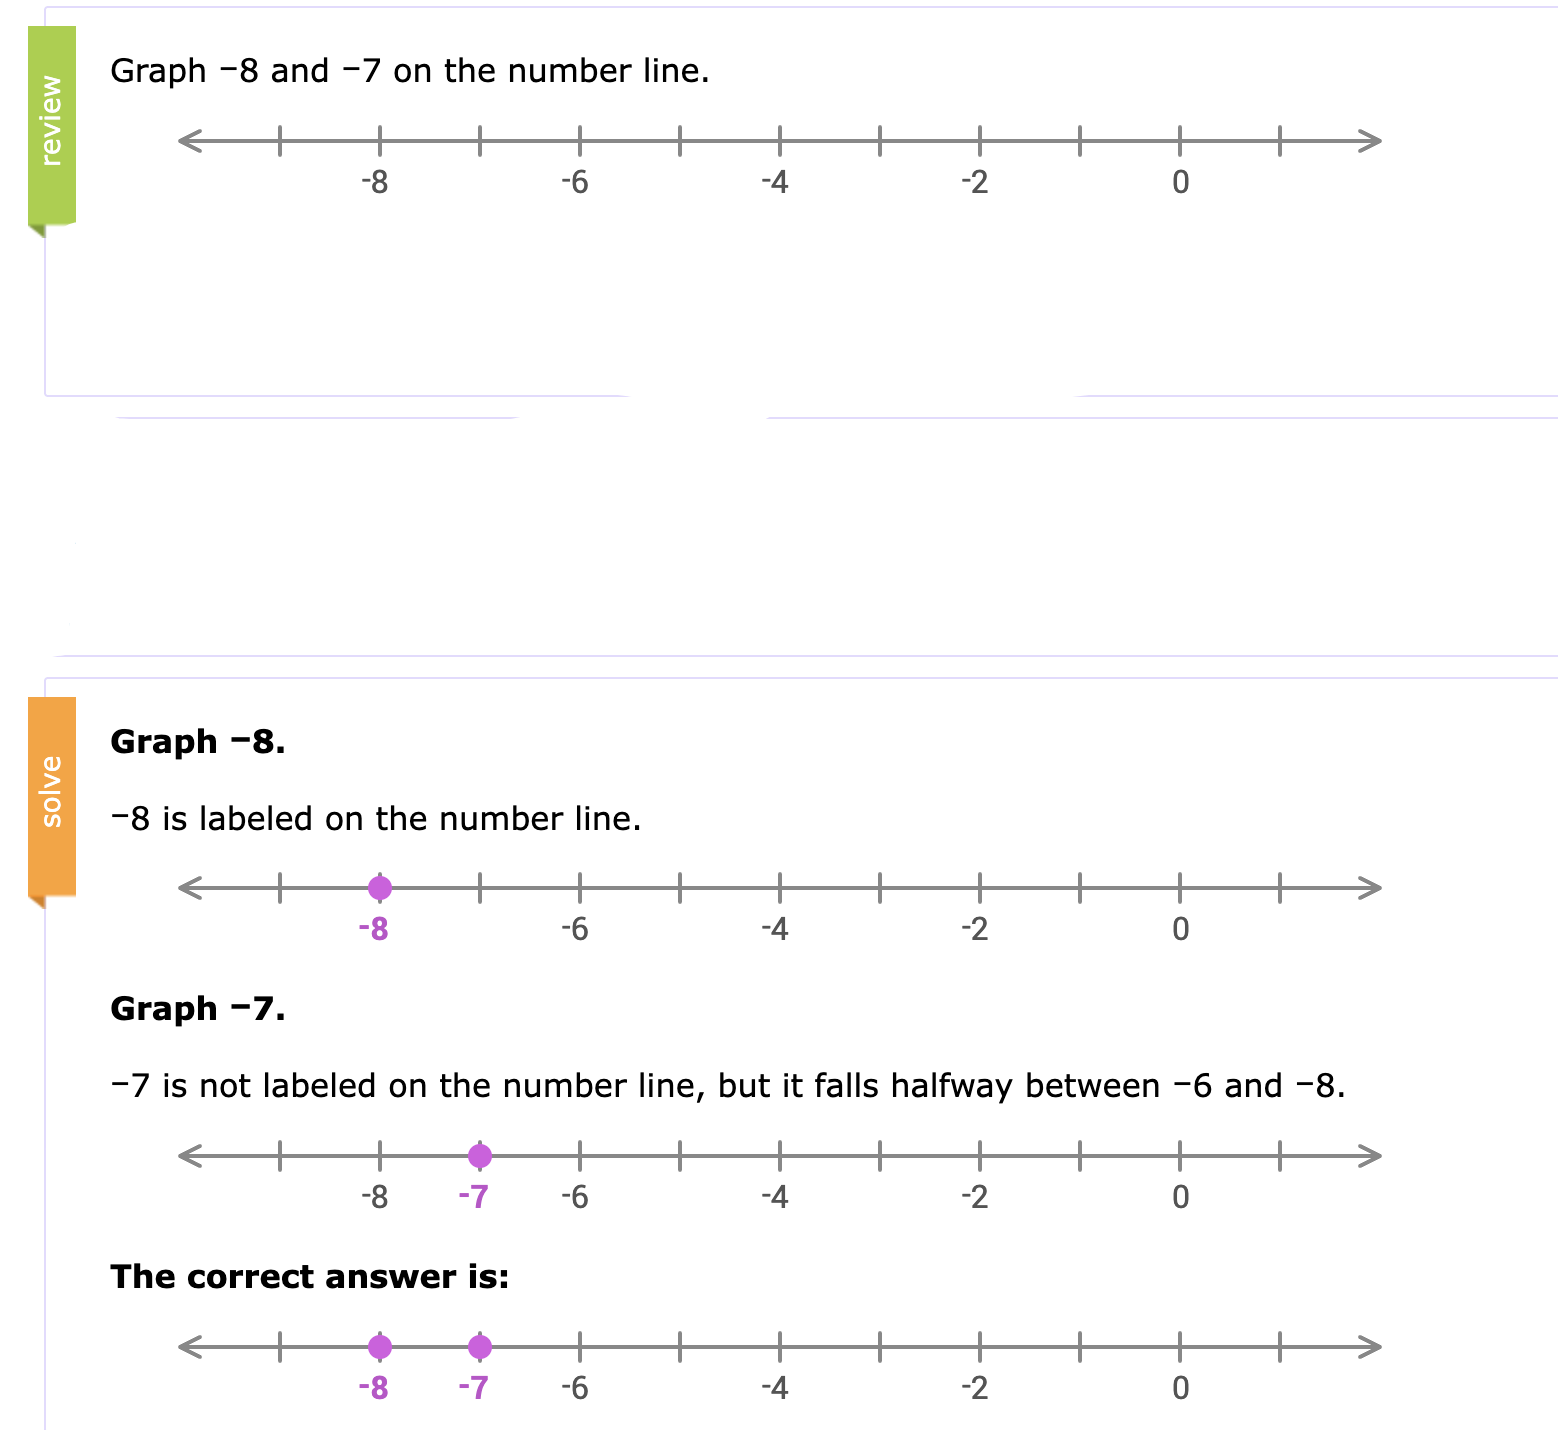 review
Graph −8 and −7 on the number line.
-8 -6 -4 -2 0
solve
Graph −8.
−8 is labeled on the number line.
-8 -6 -4 -2 0
Graph −7.
−7 is not labeled on the number line, but it falls halfway between −6 and −8.
-8 -7 -6 -4 -2 0
The correct answer is:
-8 -7 -6 -4 -2 0